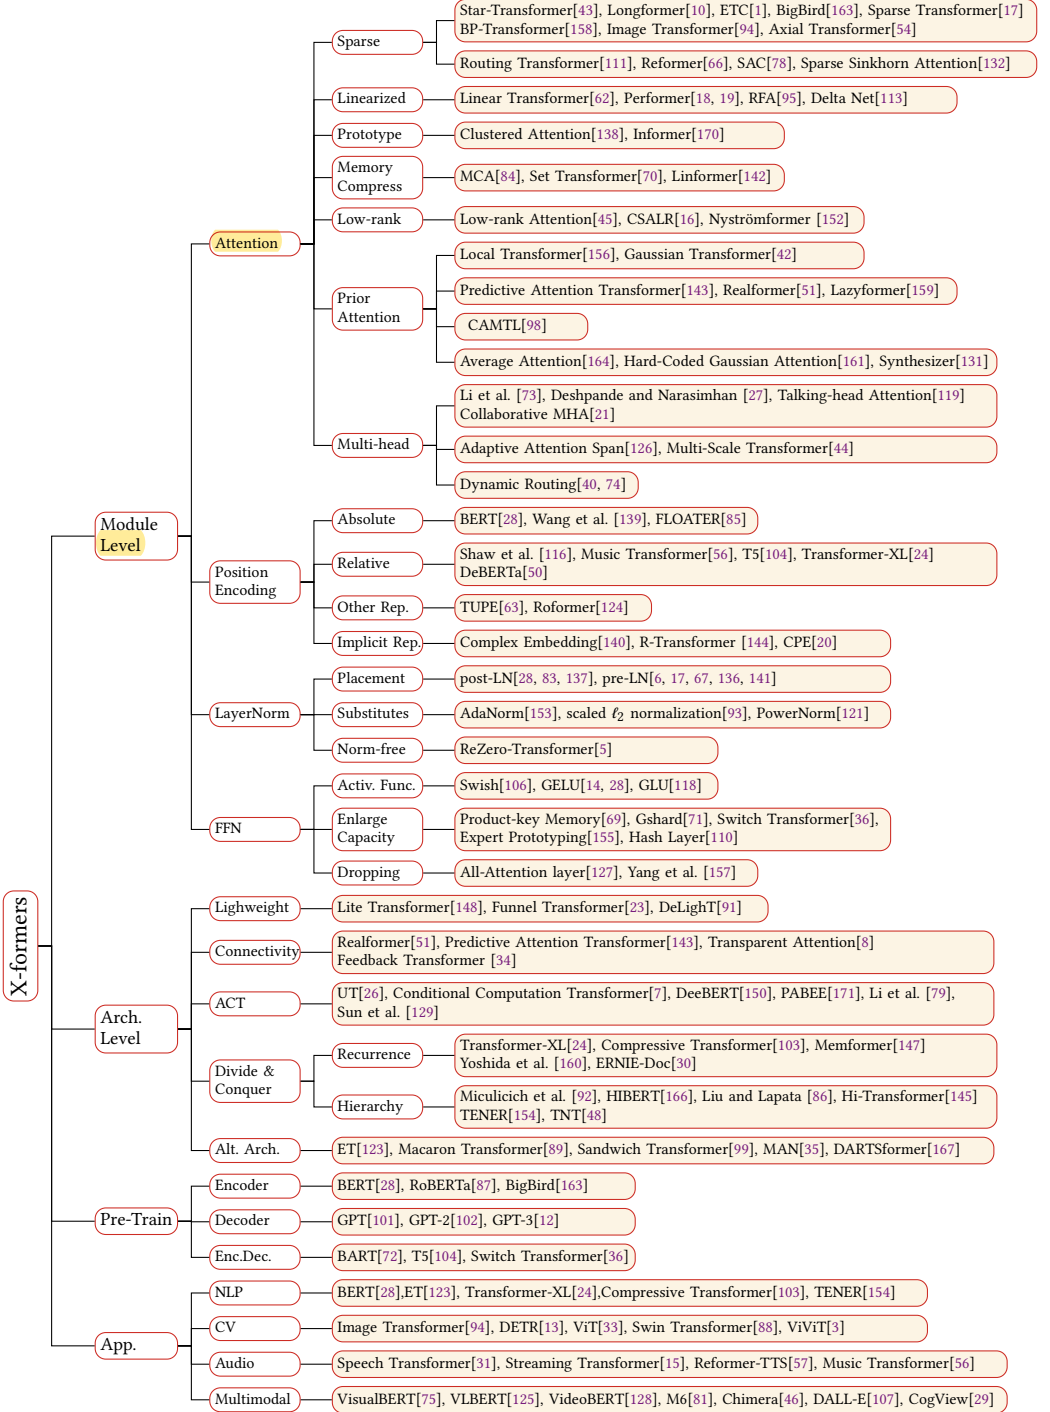 X-formers
Module
Level
Attention
Sparse
Star-Transformer[43], Longformer[10], ETC[1], BigBird[163], Sparse Transformer[17]
BP-Transformer[158], Image Transformer[94], Axial Transformer[54]
Routing Transformer[111], Reformer[66], SAC[78], Sparse Sinkhorn Attention[132]
Linearized
Linear Transformer[62], Performer[18, 19], RFA[95], Delta Net[113]
Prototype
Clustered Attention[138], Informer[170]
Memory
Compress
MCA[84], Set Transformer[70], Linformer[142]
Low-rank
Low-rank Attention[45], CSALR[16], Nyströmformer [152]
Prior
Attention
Local Transformer[156], Gaussian Transformer[42]
Predictive Attention Transformer[143], Realformer[51], Lazyformer[159]
CAMTL[98]
Average Attention[164], Hard-Coded Gaussian Attention[161], Synthesizer[131]
Multi-head
Li et al. [73], Deshpande and Narasimhan [27], Talking-head Attention[119]
Collaborative MHA[21]
Adaptive Attention Span[126], Multi-Scale Transformer[44]
Dynamic Routing[40, 74]
Position
Encoding
Absolute
BERT[28], Wang et al. [139], FLOATER[85]
Relative
Shaw et al. [116], Music Transformer[56], T5[104], Transformer-XL[24]
DeBERTa[50]
Other Rep.
TUPE[63], Roformer[124]
Implicit Rep.
Complex Embedding[140], R-Transformer [144], CPE[20]
LayerNorm
Placement
post-LN[28, 83, 137], pre-LN[6, 17, 67, 136, 141]
Substitutes
AdaNorm[153], scaled ℓ2 normalization[93], PowerNorm[121]
Norm-free
ReZero-Transformer[5]
FFN
Activ. Func.
Swish[106], GELU[14, 28], GLU[118]
Enlarge
Capacity
Product-key Memory[69], Gshard[71], Switch Transformer[36],
Expert Prototyping[155], Hash Layer[110]
Dropping
All-Attention layer[127], Yang et al. [157]
Arch.
Level
Lighweight
Lite Transformer[148], Funnel Transformer[23], DeLighT[91]
Connectivity
Realformer[51], Predictive Attention Transformer[143], Transparent Attention[8]
Feedback Transformer [34]
ACT
UT[26], Conditional Computation Transformer[7], DeeBERT[150], PABEE[171], Li et al. [79],
Sun et al. [129]
Divide &
Conquer
Recurrence
Transformer-XL[24], Compressive Transformer[103], Memformer[147]
Yoshida et al. [160], ERNIE-Doc[30]
Hierarchy
Miculicich et al. [92], HIBERT[166], Liu and Lapata [86], Hi-Transformer[145]
TENER[154], TNT[48]
Alt. Arch.
ET[123], Macaron Transformer[89], Sandwich Transformer[99], MAN[35], DARTSformer[167]
Pre-Train
Encoder
BERT[28], RoBERTa[87], BigBird[163]
Decoder
GPT[101], GPT-2[102], GPT-3[12]
Enc.Dec.
BART[72], T5[104], Switch Transformer[36]
App.
NLP
BERT[28],ET[123], Transformer-XL[24],Compressive Transformer[103], TENER[154]
CV
Image Transformer[94], DETR[13], ViT[33], Swin Transformer[88], ViViT[3]
Audio
Speech Transformer[31], Streaming Transformer[15], Reformer-TTS[57], Music Transformer[56]
Multimodal
VisualBERT[75], VLBERT[125], VideoBERT[128], M6[81], Chimera[46], DALL-E[107], CogView[29]